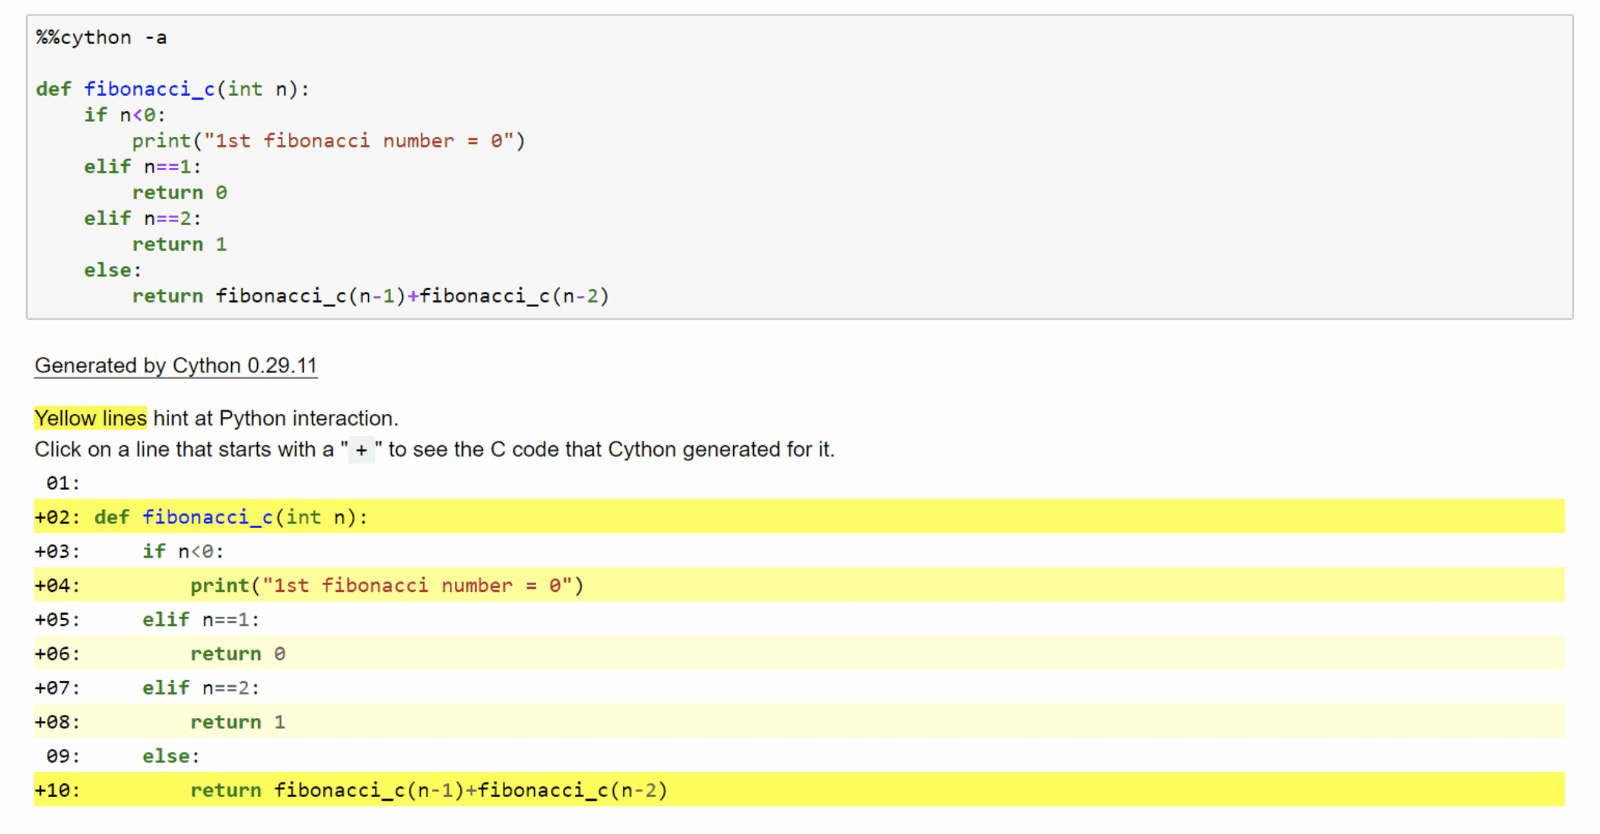 %%cython -a
def fibonacci_c(int n):
    if n<0:
        print("1st fibonacci number = 0")
    elif n==1:
        return 0
    elif n==2:
        return 1
    else:
        return fibonacci_c(n-1)+fibonacci_c(n-2)
Generated by Cython 0.29.11
Yellow lines hint at Python interaction.
Click on a line that starts with a "+" to see the C code that Cython generated for it.
 01:
+02: def fibonacci_c(int n):
+03:     if n<0:
+04:         print("1st fibonacci number = 0")
+05:     elif n==1:
+06:         return 0
+07:     elif n==2:
+08:         return 1
 09:     else:
+10:         return fibonacci_c(n-1)+fibonacci_c(n-2)